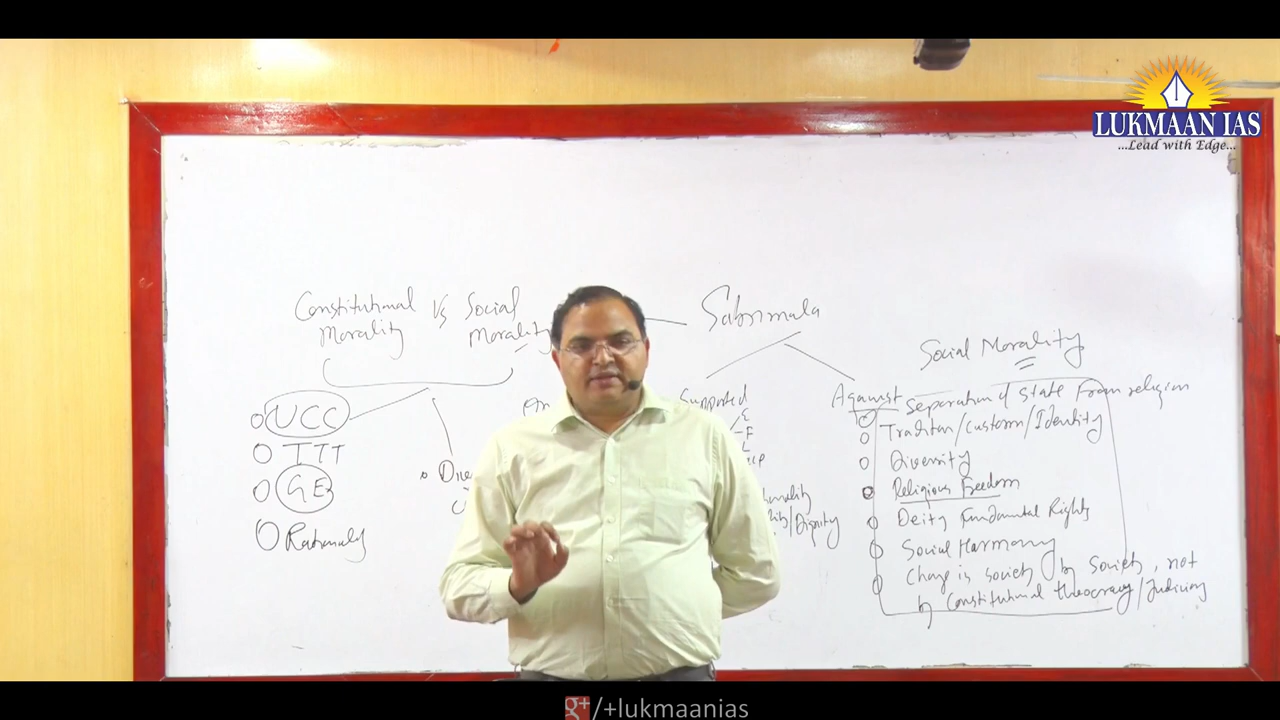 LUKMAAN IAS
...Lead with Edge...
Constitutional Vs Social
Morality Morality
Sabrimala
UCC
TTT
GE
Rationaly
Supported
E
F
L
/Dignity
Social Morality
Against
Separation of State From religion
Tradition/custom/Identity
Diversity
Religious Freedom
Deity Fundamental Rights
Social Harmony
Change in society by Society, not
by Constitutional theocracy/Judiciary
g+/+lukmaanias